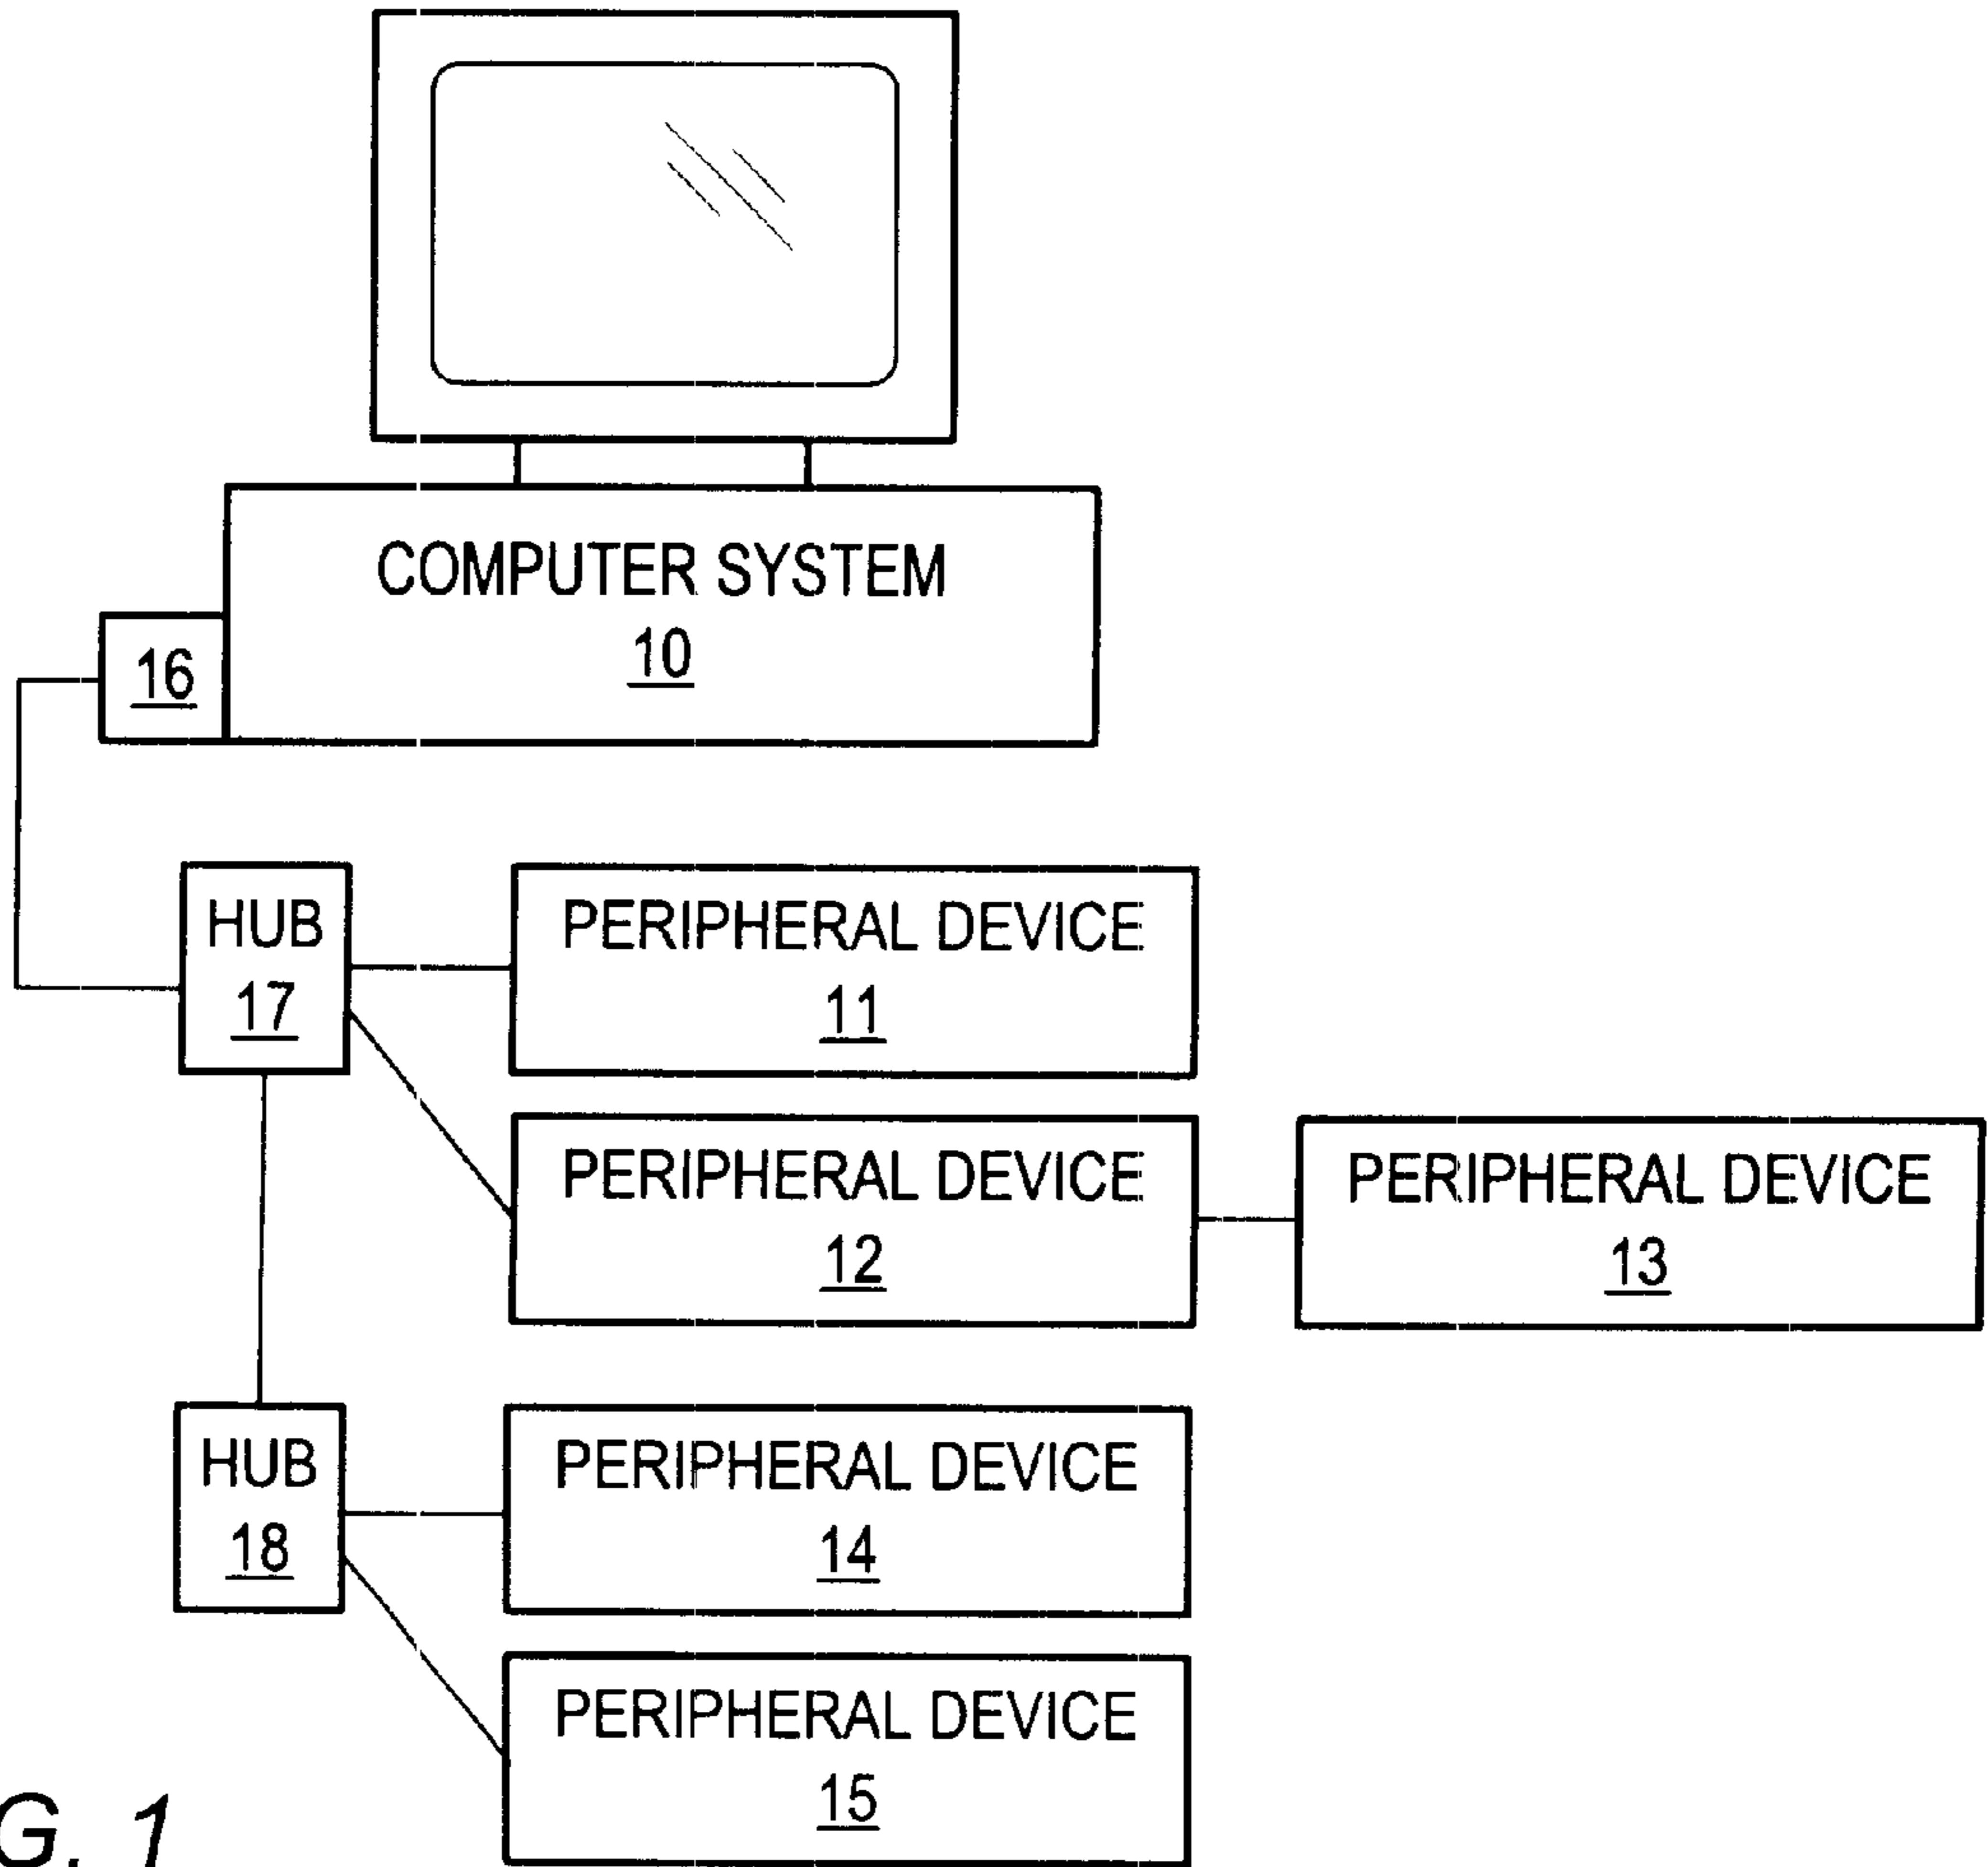 COMPUTER SYSTEM
10
16
HUB
17
PERIPHERAL DEVICE
11
PERIPHERAL DEVICE
12
PERIPHERAL DEVICE
13
HUB
18
PERIPHERAL DEVICE
14
PERIPHERAL DEVICE
15
G. 1